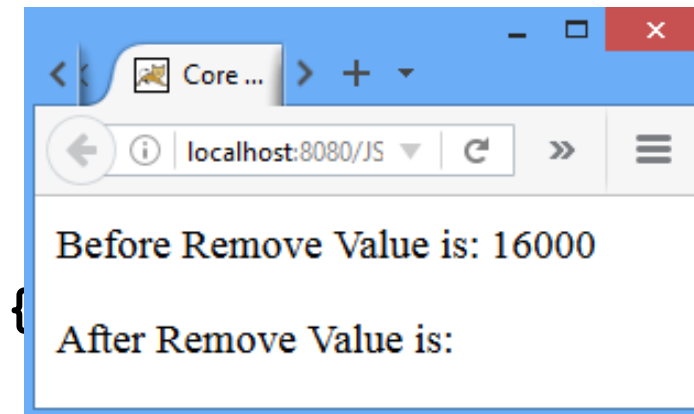 Core ...
localhost:8080/JS
Before Remove Value is: 16000
{
After Remove Value is: